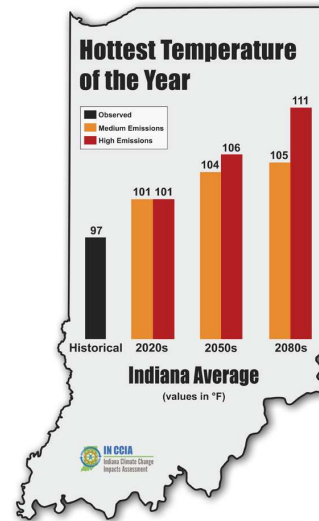 Hottest Temperature
of the Year
Observed
Medium Emissions
High Emissions
111
106
104
105
101 101
97
Historical 2020s 2050s 2080s
Indiana Average
(values in °F)
IN CCIA
Indiana Climate Change
Impacts Assessment